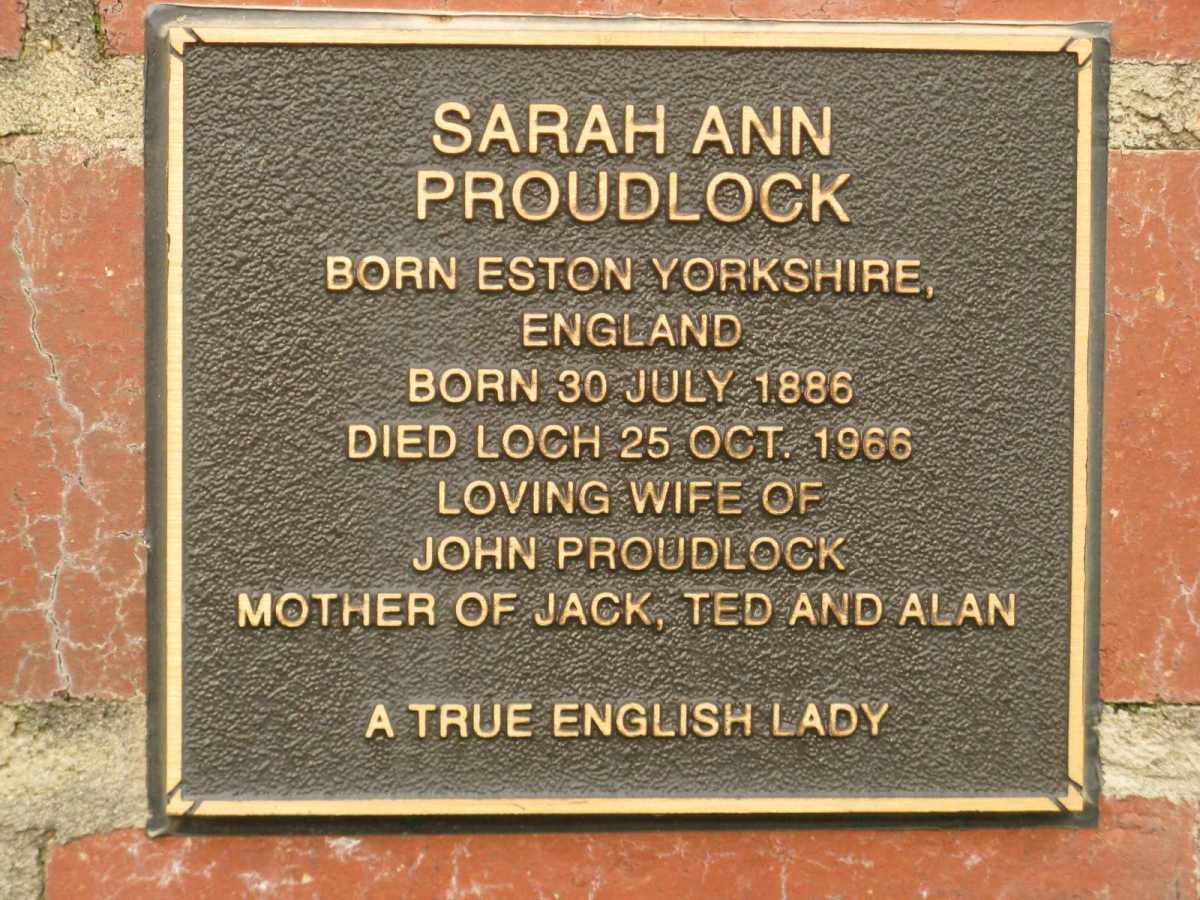 SARAH ANN
PROUDLOCK
BORN ESTON YORKSHIRE,
ENGLAND
BORN 30 JULY 1886
DIED LOCH 25 OCT. 1966
LOVING WIFE OF
JOHN PROUDLOCK
MOTHER OF JACK, TED AND ALAN
A TRUE ENGLISH LADY